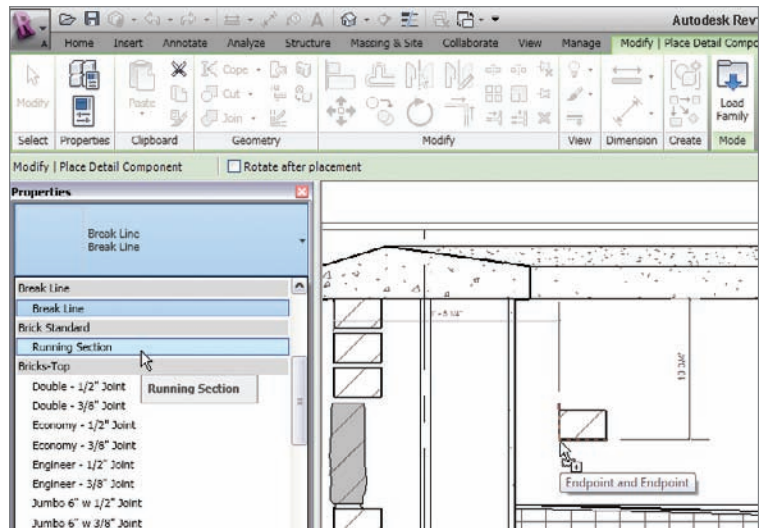 Autodesk Rev
Home Insert Annotate Analyze Structure Massing & Site Collaborate View Manage Modify | Place Detail Compo
Modify
Paste
Cope
Cut
Join
Load
Family
Select Properties Clipboard Geometry Modify View Dimension Create Mode
Modify | Place Detail Component
Rotate after placement
Properties
Break Line
Break Line
Break Line
Break Line
Brick Standard
Running Section
Bricks-Top
Running Section
Double - 1/2" Joint
Double - 3/8" Joint
Economy - 1/2" Joint
Economy - 3/8" Joint
Engineer - 1/2" Joint
Engineer - 3/8" Joint
Jumbo 6" w 1/2" Joint
Jumbo 6" w 3/8" Joint
Endpoint and Endpoint